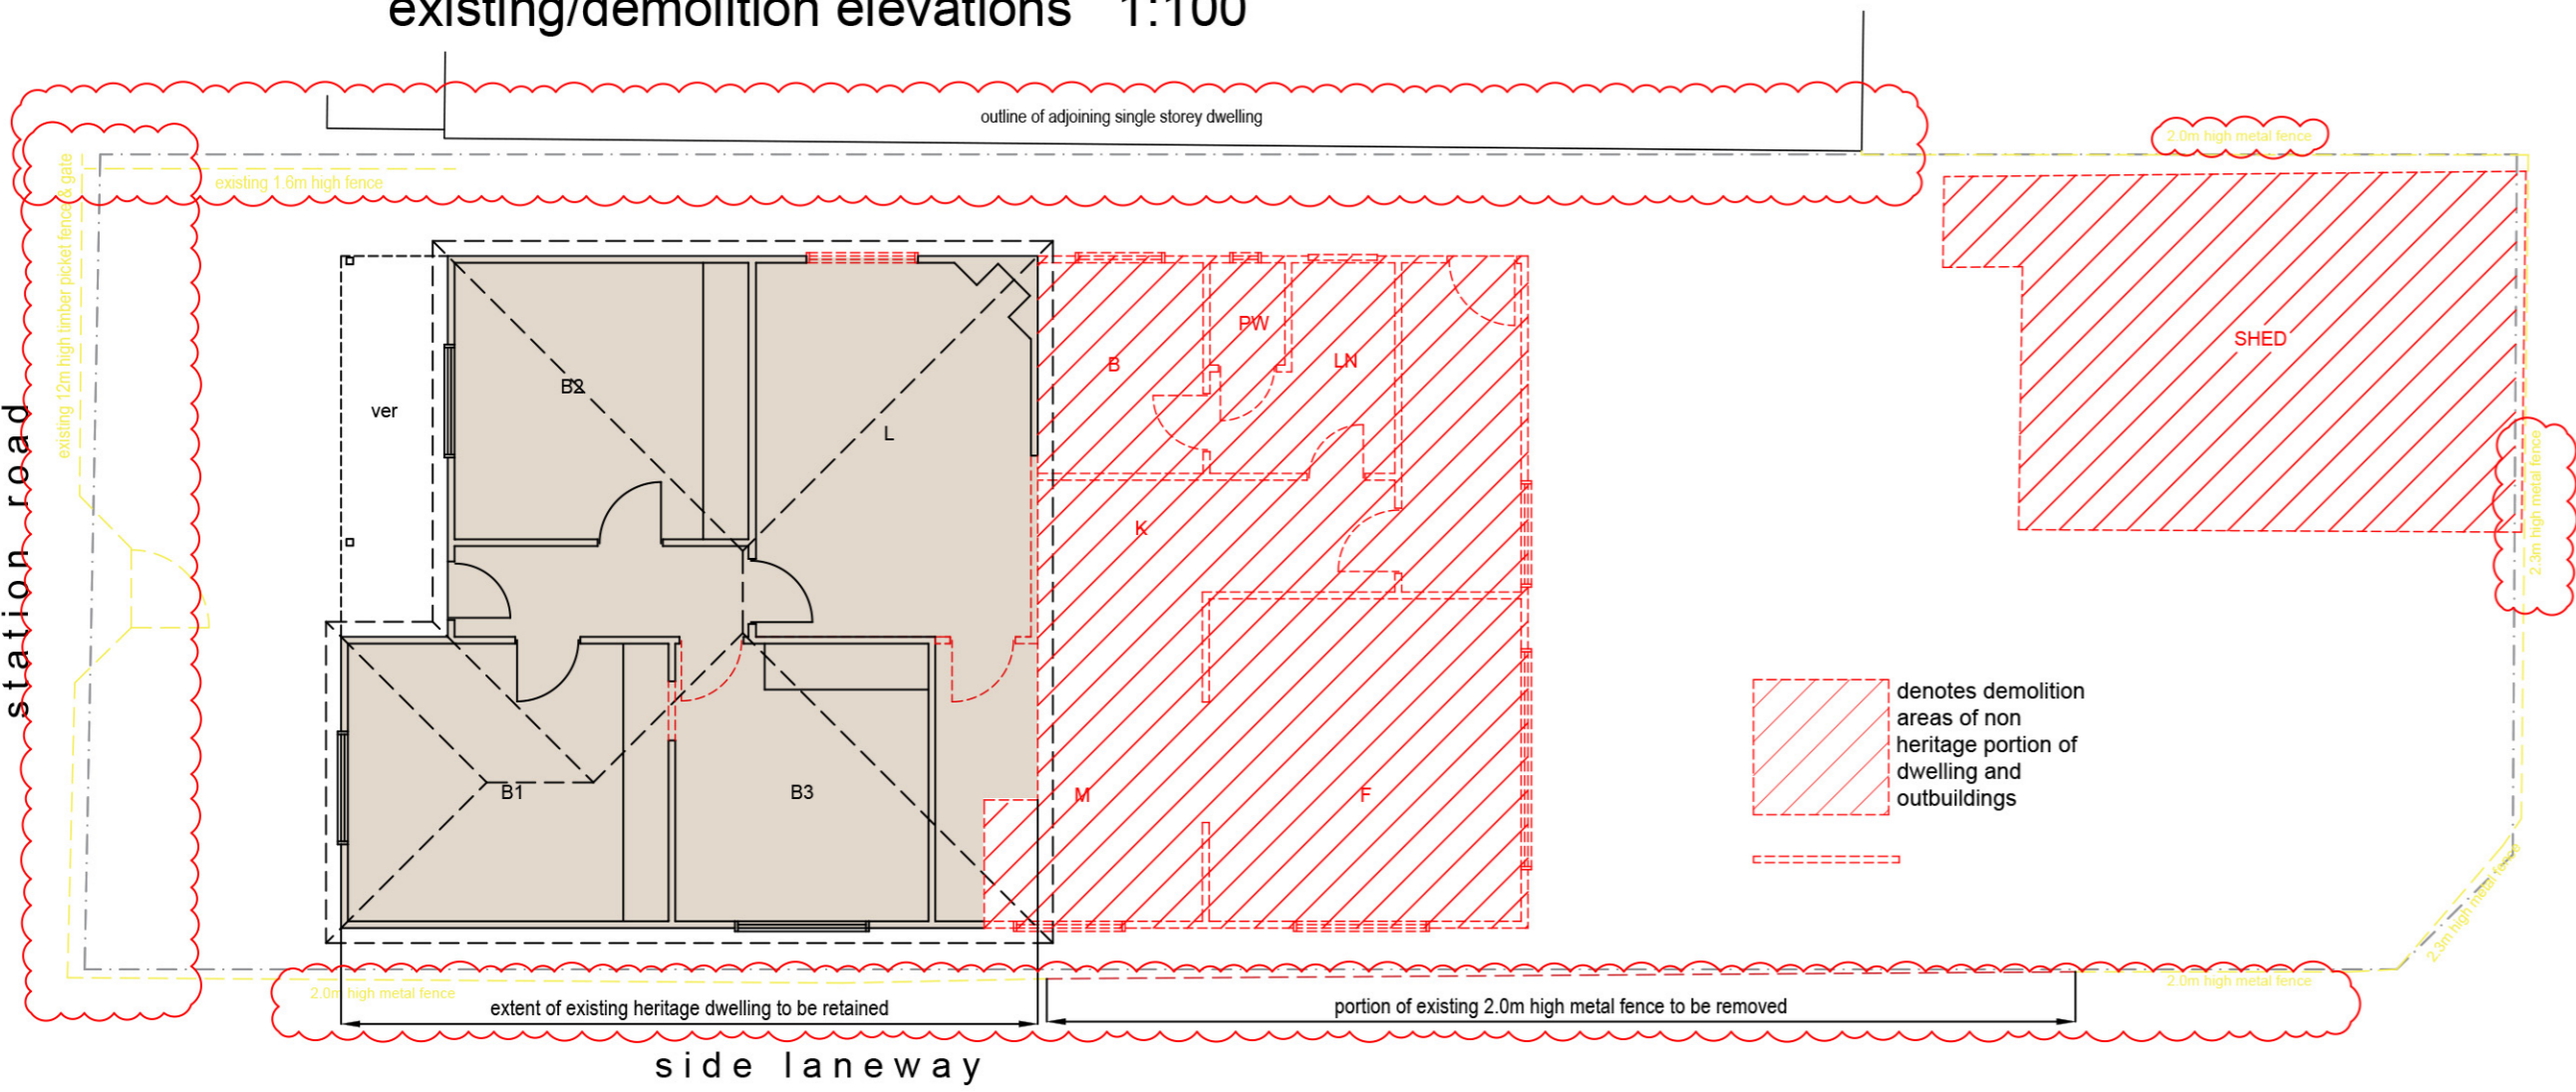 existing/demolition elevations 1:100
outline of adjoining single storey dwelling
2.0m high metal fence
existing 1.6m high fence
existing 12m high timber picket fence & gate
station road
ver
B2
L
B
PW
LN
K
SHED
2.3m high metal fence
B1
B3
M
F
denotes demolition
areas of non
heritage portion of
dwelling and
outbuildings
2.3m high metal fence
2.0m high metal fence
extent of existing heritage dwelling to be retained
portion of existing 2.0m high metal fence to be removed
2.0m high metal fence
side laneway